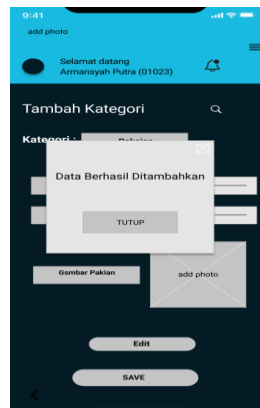 9:41
add photo
Selamat datang
Armansyah Putra (01023)
Tambah Kategori
Kategori :
Data Berhasil Ditambahkan
TUTUP
Gsmbar Pakian
add photo
Edit
SAVE